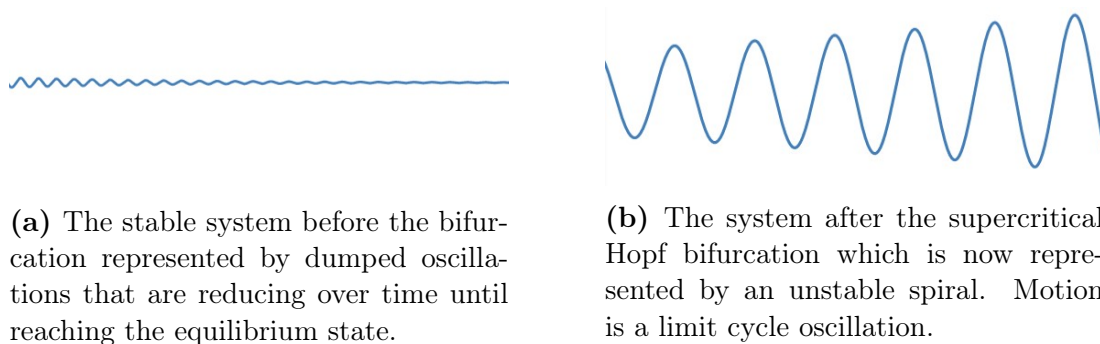 (a) The stable system before the bifur-
cation represented by dumped oscilla-
tions that are reducing over time until
reaching the equilibrium state.
(b) The system after the supercritical
Hopf bifurcation which is now repre-
sented by an unstable spiral. Motion
is a limit cycle oscillation.